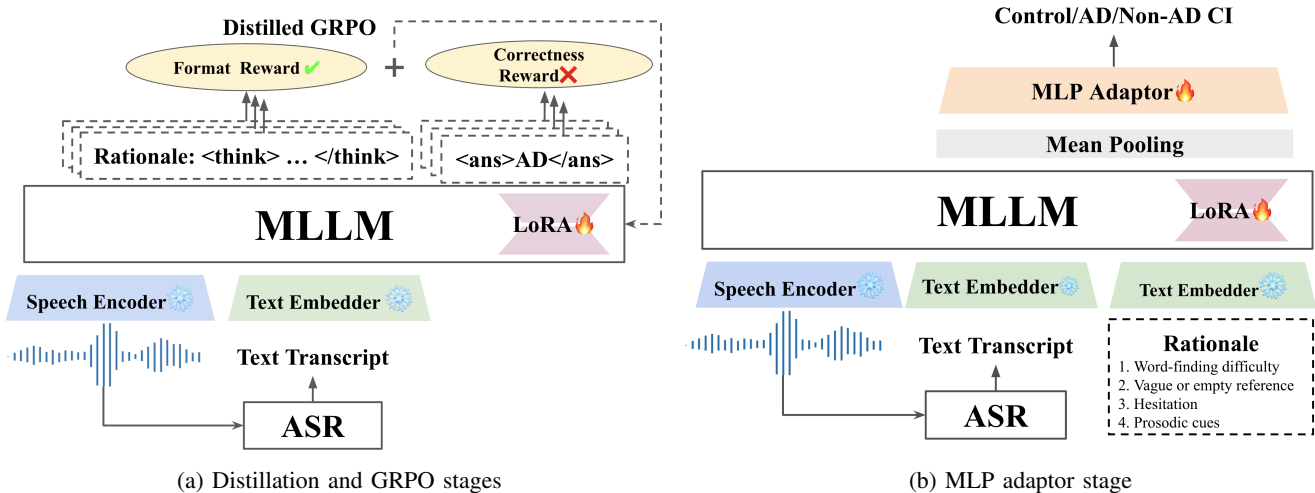 Distilled GRPO
Format Reward
+
Correctness
Reward
Rationale: <think> ... </think>
<ans>AD</ans>
MLLM
LoRA
Speech Encoder
Text Embedder
Text Transcript
ASR
(a) Distillation and GRPO stages
Control/AD/Non-AD CI
MLP Adaptor
Mean Pooling
MLLM
LoRA
Speech Encoder
Text Embedder
Text Embedder
Text Transcript
ASR
Rationale
1. Word-finding difficulty
2. Vague or empty reference
3. Hesitation
4. Prosodic cues
(b) MLP adaptor stage